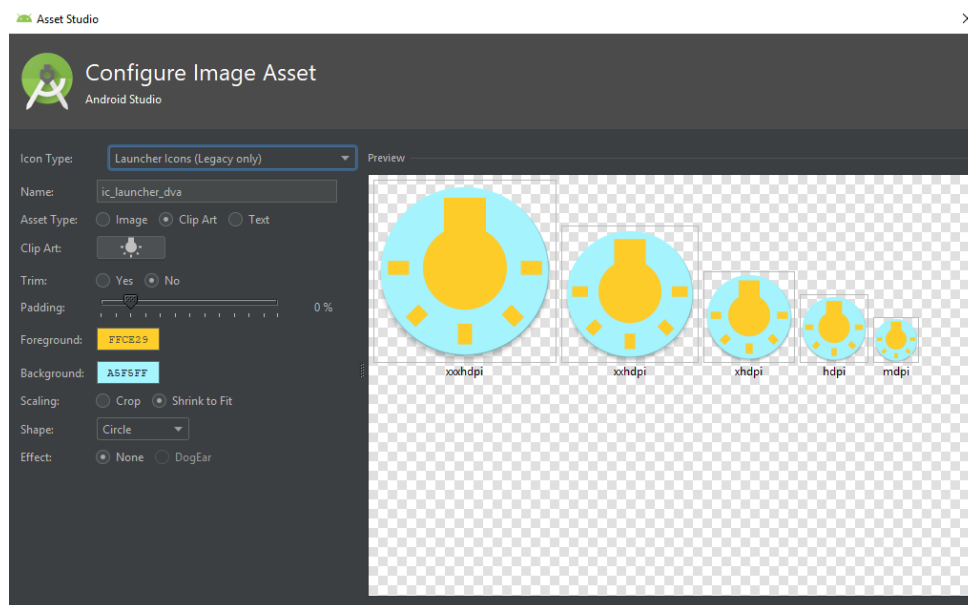 Asset Studio
Configure Image Asset
Android Studio
Icon Type: Launcher Icons (Legacy only)
Preview
Name: ic_launcher_dva
Asset Type: Image Clip Art Text
Clip Art:
Trim: Yes No
Padding: 0 %
Foreground: FFCE29
Background: A5F5FF
Scaling: Crop Shrink to Fit
Shape: Circle
Effect: None DogEar
xxxhdpi xxhdpi xhdpi hdpi mdpi